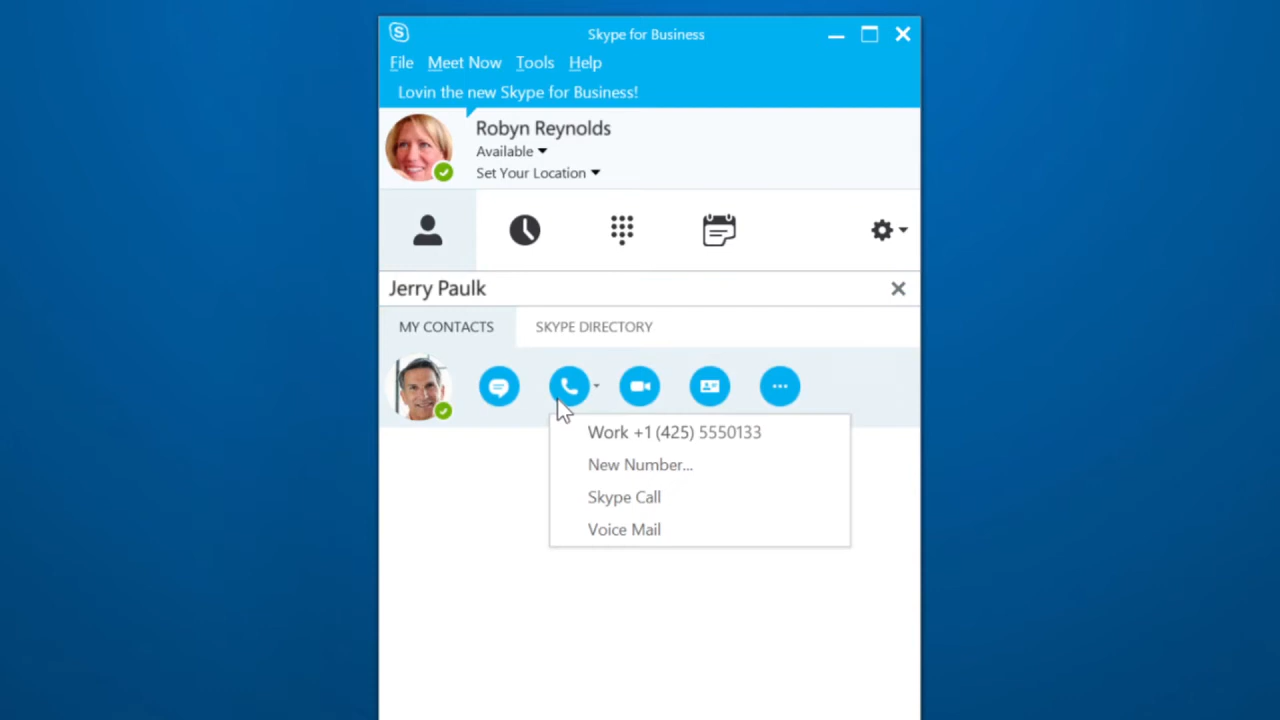 Skype for Business
File Meet Now Tools Help
Lovin the new Skype for Business!
Robyn Reynolds
Available
Set Your Location
Jerry Paulk
MY CONTACTS SKYPE DIRECTORY
Work +1 (425) 5550133
New Number...
Skype Call
Voice Mail